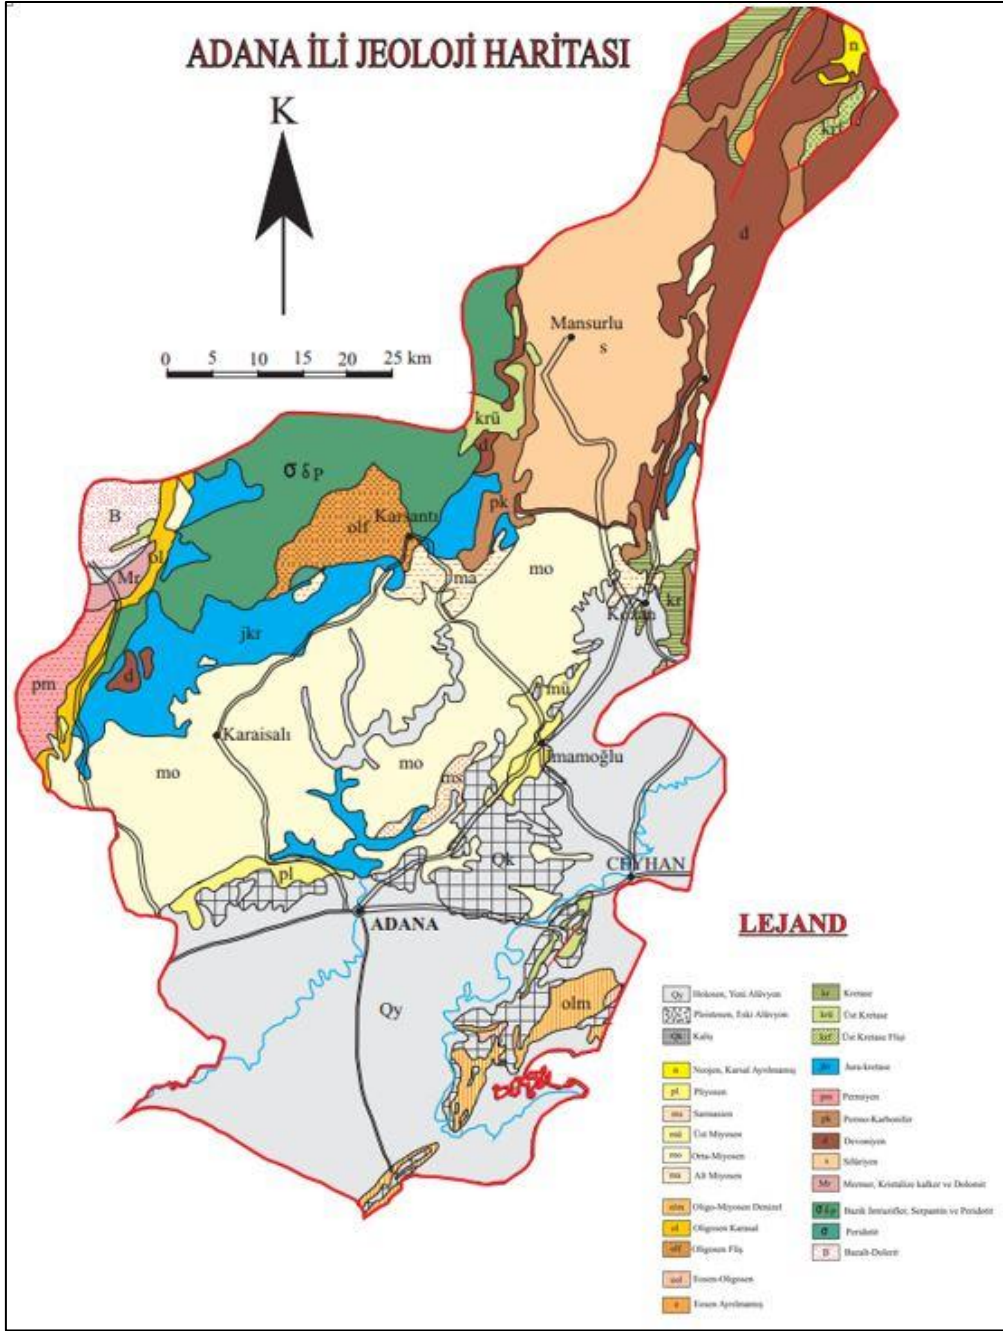 ADANA İLİ JEOLOJİ HARİTASI
K
n
krf
d
Mansurlu
s
0 5 10 15 20 25 km
krü
d
σ δ P
B
olf
Karsantı
pk
ol
Mr
ma
mo
jkr
Kozan
kr
d
pm
mü
Karaisalı
İmamoğlu
mo
mo
ms
Qk
CEYHAN
pl
ADANA
LEJAND
olm
Qy
Qy Holosen, Yeni Alüvyon
Pleistosen, Eski Alüvyon
Qk Kaliş
n Neojen, Karsal Ayrılmamış
pl Pliyosen
ms Sarmasien
mü Üst Miyosen
mo Orta-Miyosen
ma Alt Miyosen
olm Oligo-Miyosen Denizel
ol Oligosen Karasal
olf Oligosen Fliş
Eosen-Oligosen
e Eosen Ayrılmamış
kr Kretase
krü Üst Kretase
krf Üst Kretase Flişi
jkr Jura-kretase
pm Permiyen
pk Permo-Karbonifer
d Devoniyen
s Silüriyen
Mr Mermer, Kristalize kalker ve Dolomit
σ δ P Bazik İntrüzifler, Serpantin ve Peridotit
σ Peridotit
B Bazalt-Dolerit